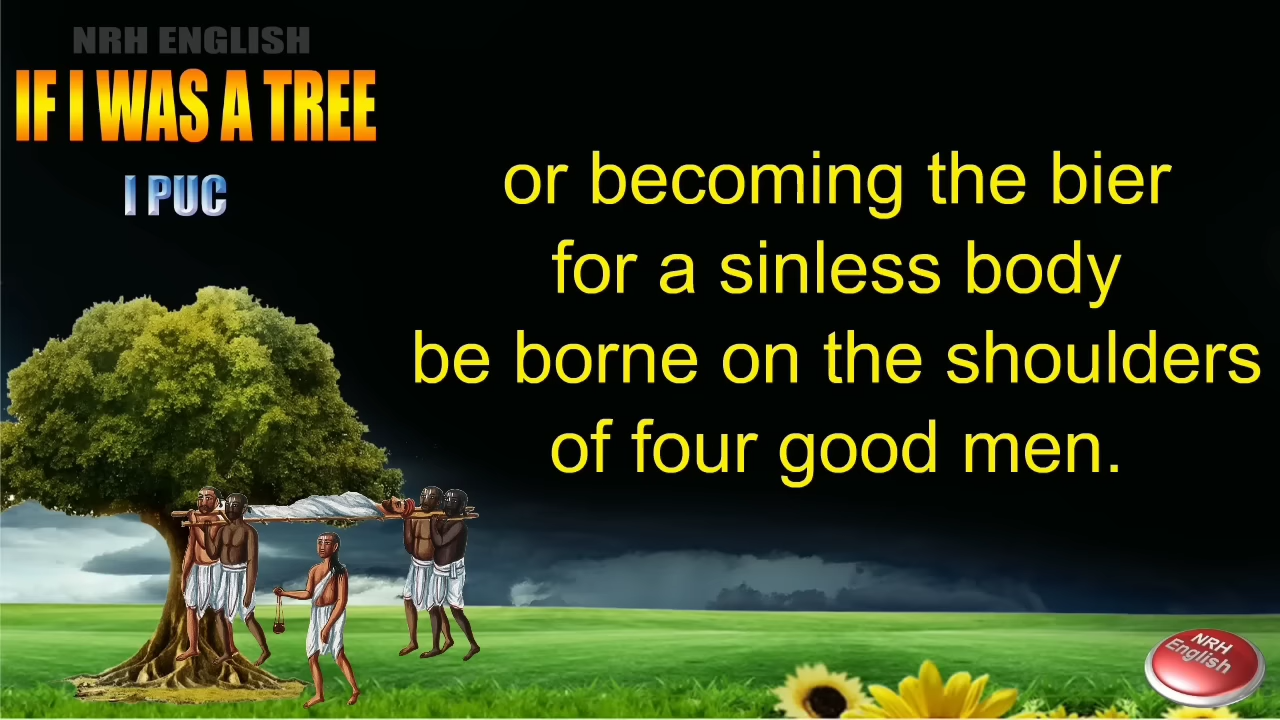 NRH ENGLISH
IF I WAS A TREE
I PUC
or becoming the bier
for a sinless body
be borne on the shoulders
of four good men.
NRH
English